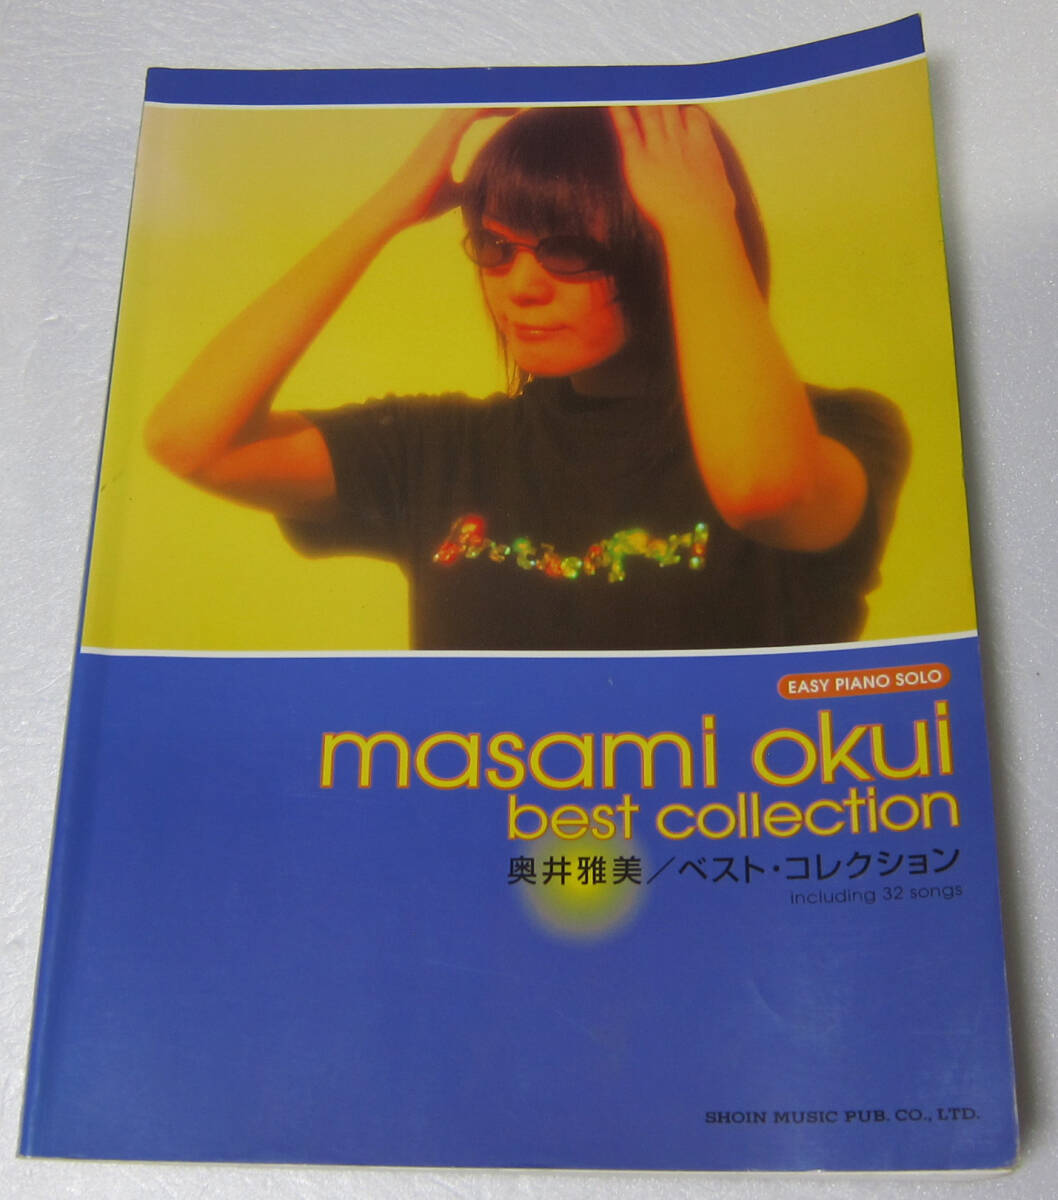 EASY PIANO SOLO
masami okui
best collection
奥井雅美／ベスト・コレクション
including 32 songs
SHOIN MUSIC PUB. CO., LTD.